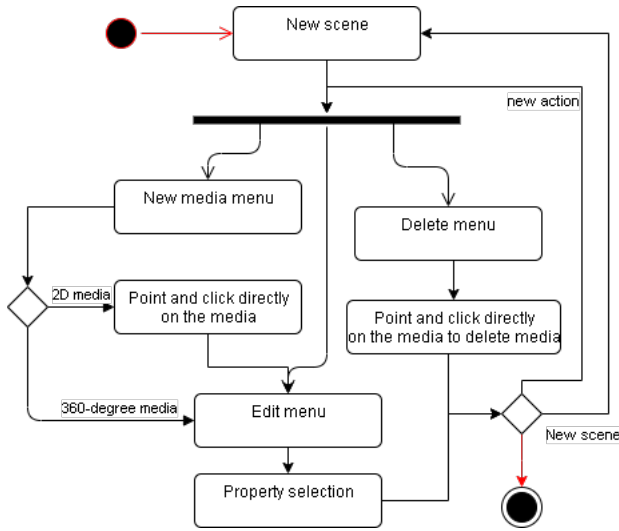 New scene
new action
New media menu
Delete menu
2D media
Point and click directly
on the media
Point and click directly
on the media to delete media
360-degree media
Edit menu
New scene
Property selection